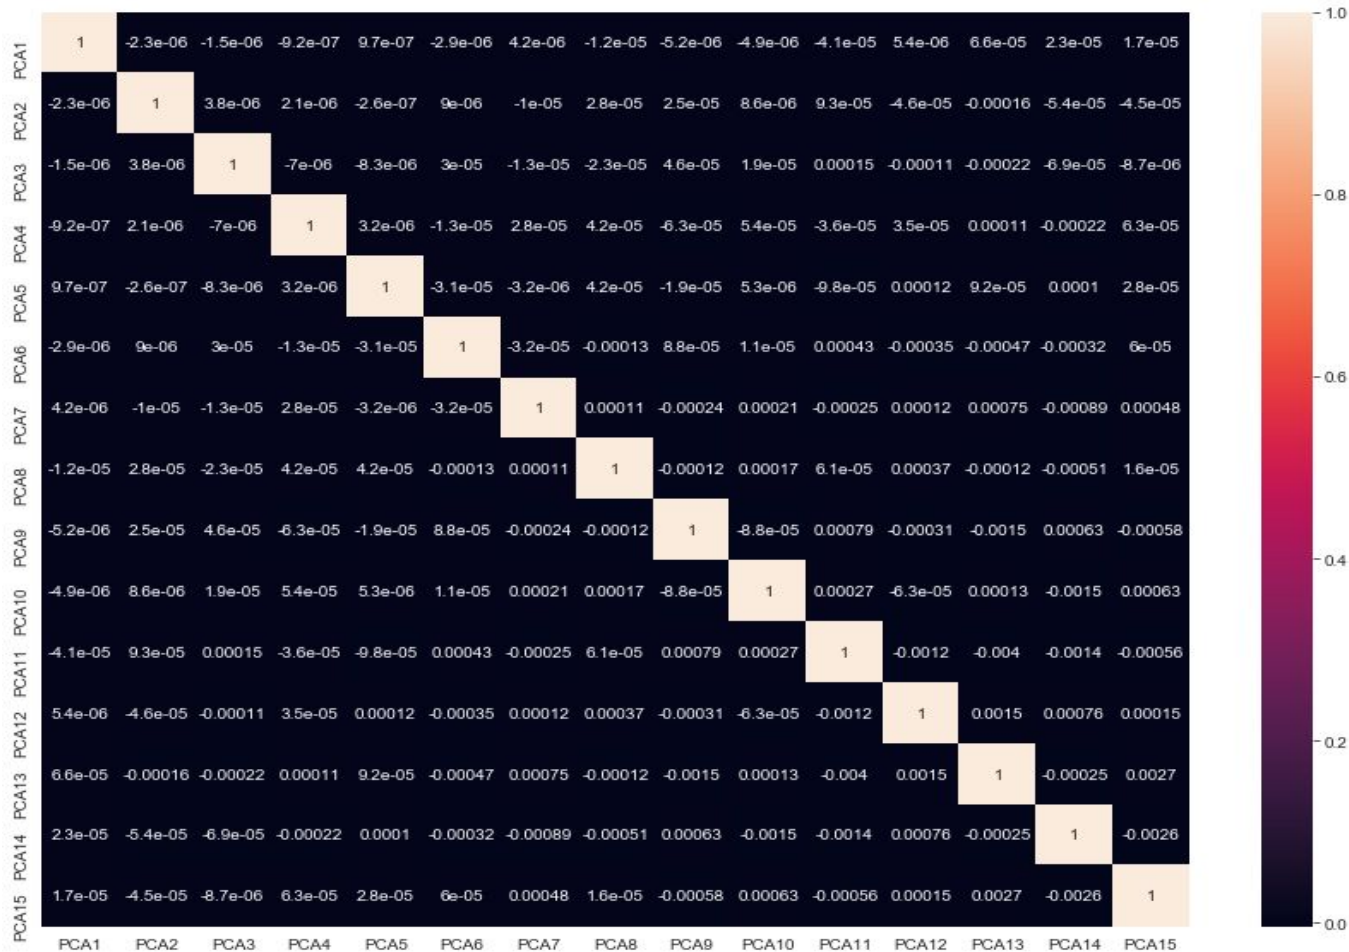 PCA1 1 -2.3e-06 -1.5e-06 -9.2e-07 9.7e-07 -2.9e-06 4.2e-06 -1.2e-05 -5.2e-06 -4.9e-06 -4.1e-05 5.4e-06 6.6e-05 2.3e-05 1.7e-05
PCA2 -2.3e-06 1 3.8e-06 2.1e-06 -2.6e-07 9e-06 -1e-05 2.8e-05 2.5e-05 8.6e-06 9.3e-05 -4.6e-05 -0.00016 -5.4e-05 -4.5e-05
PCA3 -1.5e-06 3.8e-06 1 -7e-06 -8.3e-06 3e-05 -1.3e-05 -2.3e-05 4.6e-05 1.9e-05 0.00015 -0.00011 -0.00022 -6.9e-05 -8.7e-06
PCA4 -9.2e-07 2.1e-06 -7e-06 1 3.2e-06 -1.3e-05 2.8e-05 4.2e-05 -6.3e-05 5.4e-05 -3.6e-05 3.5e-05 0.00011 -0.00022 6.3e-05
PCA5 9.7e-07 -2.6e-07 -8.3e-06 3.2e-06 1 -3.1e-05 -3.2e-06 4.2e-05 -1.9e-05 5.3e-06 -9.8e-05 0.00012 9.2e-05 0.0001 2.8e-05
PCA6 -2.9e-06 9e-06 3e-05 -1.3e-05 -3.1e-05 1 -3.2e-05 -0.00013 8.8e-05 1.1e-05 0.00043 -0.00035 -0.00047 -0.00032 6e-05
PCA7 4.2e-06 -1e-05 -1.3e-05 2.8e-05 -3.2e-06 -3.2e-05 1 0.00011 -0.00024 0.00021 -0.00025 0.00012 0.00075 -0.00089 0.00048
PCA8 -1.2e-05 2.8e-05 -2.3e-05 4.2e-05 4.2e-05 -0.00013 0.00011 1 -0.00012 0.00017 6.1e-05 0.00037 -0.00012 -0.00051 1.6e-05
PCA9 -5.2e-06 2.5e-05 4.6e-05 -6.3e-05 -1.9e-05 8.8e-05 -0.00024 -0.00012 1 -8.8e-05 0.00079 -0.00031 -0.0015 0.00063 -0.00058
PCA10 -4.9e-06 8.6e-06 1.9e-05 5.4e-05 5.3e-06 1.1e-05 0.00021 0.00017 -8.8e-05 1 0.00027 -6.3e-05 0.00013 -0.0015 0.00063
PCA11 -4.1e-05 9.3e-05 0.00015 -3.6e-05 -9.8e-05 0.00043 -0.00025 6.1e-05 0.00079 0.00027 1 -0.0012 -0.004 -0.0014 -0.00056
PCA12 5.4e-06 -4.6e-05 -0.00011 3.5e-05 0.00012 -0.00035 0.00012 0.00037 -0.00031 -6.3e-05 -0.0012 1 0.0015 0.00076 0.00015
PCA13 6.6e-05 -0.00016 -0.00022 0.00011 9.2e-05 -0.00047 0.00075 -0.00012 -0.0015 0.00013 -0.004 0.0015 1 -0.00025 0.0027
PCA14 2.3e-05 -5.4e-05 -6.9e-05 -0.00022 0.0001 -0.00032 -0.00089 -0.00051 0.00063 -0.0015 -0.0014 0.00076 -0.00025 1 -0.0026
PCA15 1.7e-05 -4.5e-05 -8.7e-06 6.3e-05 2.8e-05 6e-05 0.00048 1.6e-05 -0.00058 0.00063 -0.00056 0.00015 0.0027 -0.0026 1
PCA1 PCA2 PCA3 PCA4 PCA5 PCA6 PCA7 PCA8 PCA9 PCA10 PCA11 PCA12 PCA13 PCA14 PCA15
1.0
0.8
0.6
0.4
0.2
0.0